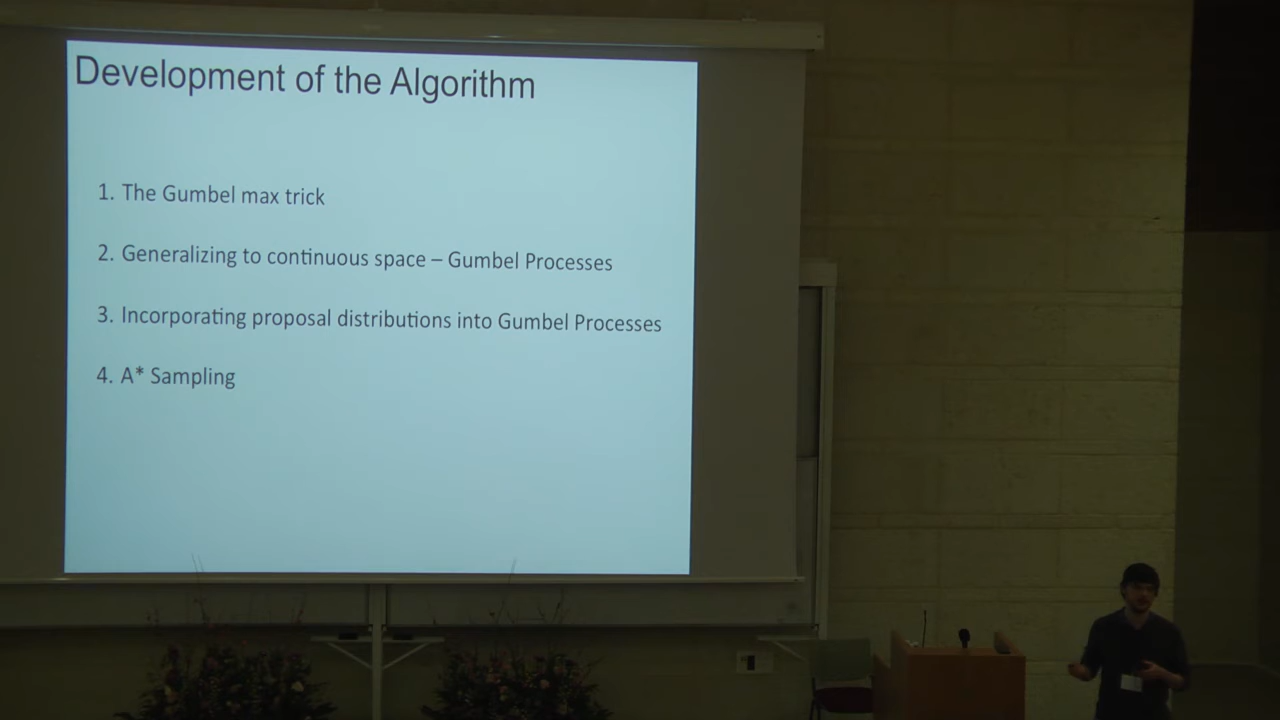 Development of the Algorithm
1. The Gumbel max trick
2. Generalizing to continuous space – Gumbel Processes
3. Incorporating proposal distributions into Gumbel Processes
4. A* Sampling